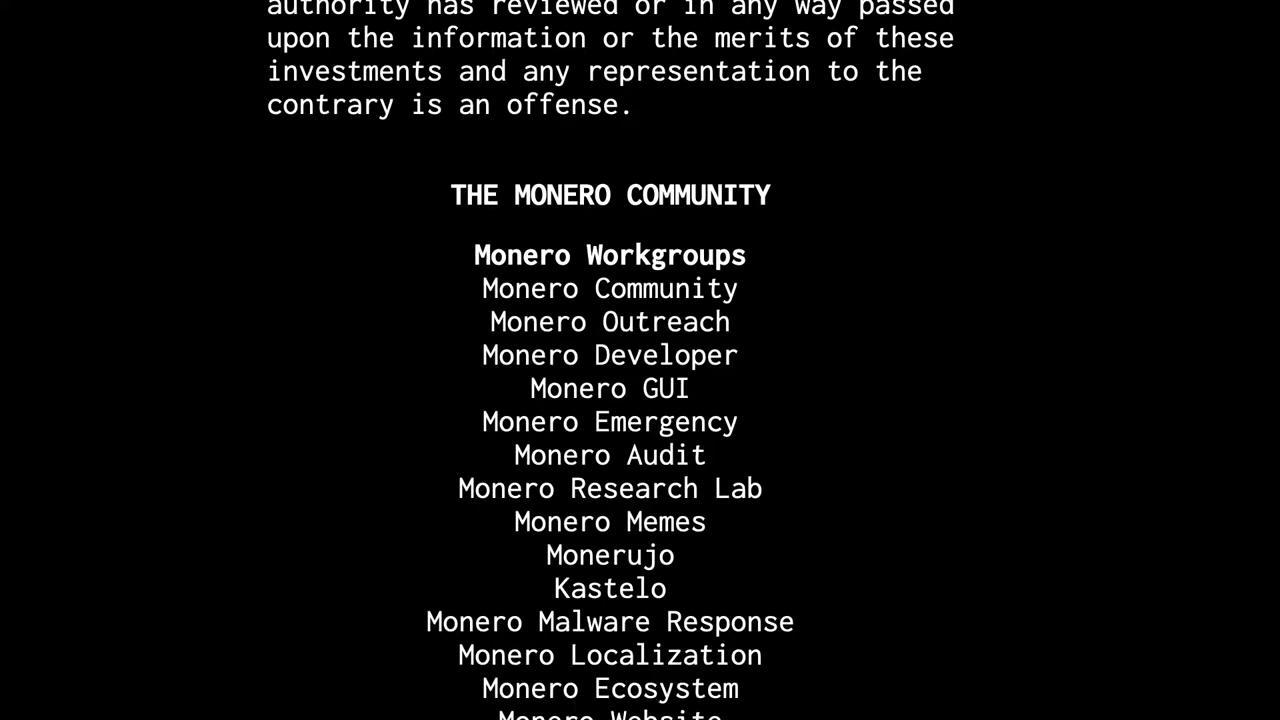 authority has reviewed or in any way passed
upon the information or the merits of these
investments and any representation to the
contrary is an offense.
THE MONERO COMMUNITY
Monero Workgroups
Monero Community
Monero Outreach
Monero Developer
Monero GUI
Monero Emergency
Monero Audit
Monero Research Lab
Monero Memes
Monerujo
Kastelo
Monero Malware Response
Monero Localization
Monero Ecosystem
Monero Website